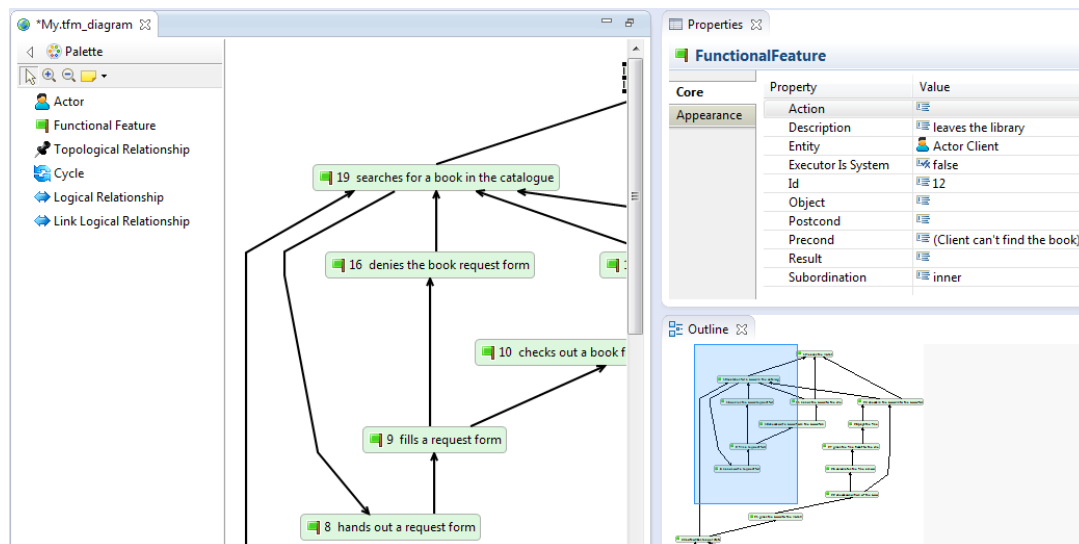 *My.tfm_diagram
Palette
Actor
Functional Feature
Topological Relationship
Cycle
Logical Relationship
Link Logical Relationship
19 searches for a book in the catalogue
16 denies the book request form
1
10 checks out a book f
9 fills a request form
8 hands out a request form
Properties
FunctionalFeature
Core
Appearance
Property Value
Action
Description leaves the library
Entity Actor Client
Executor Is System false
Id 12
Object
Postcond
Precond (Client can't find the book)
Result
Subordination inner
Outline